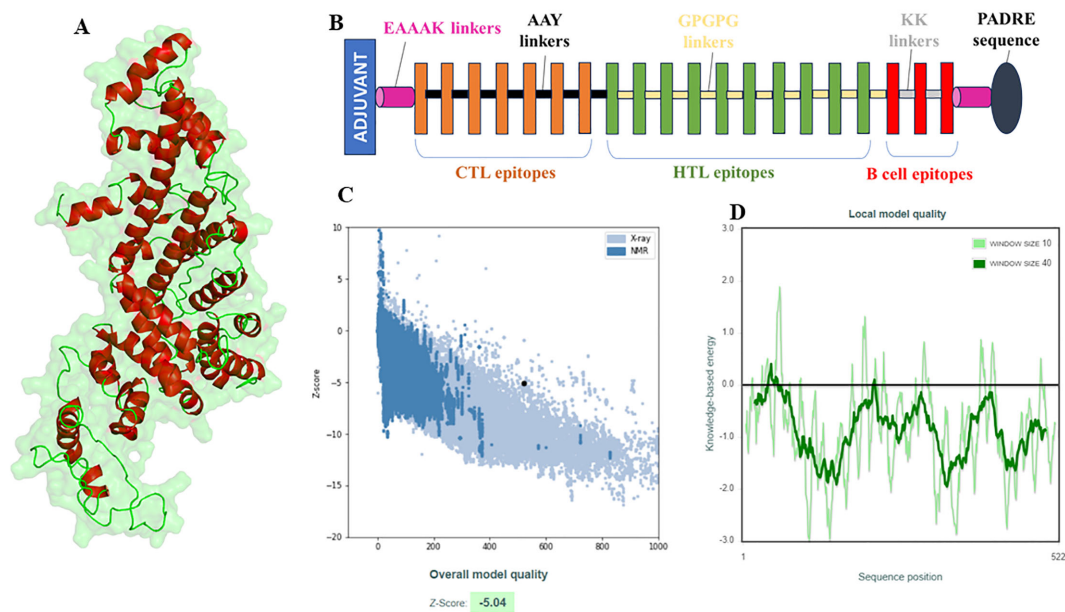 A
B
EAAAK linkers
AAY
linkers
GPGPG
linkers
KK
linkers
PADRE
sequence
ADJUVANT
CTL epitopes
HTL epitopes
B cell epitopes
C
10
5
0
-5
-10
-15
-20
Z-score
X-ray
NMR
0
200
400
600
800
1000
Overall model quality
Z-Score: -5.04
D
Local model quality
WINDOW SIZE 10
WINDOW SIZE 40
3.0
2.0
1.0
0.0
-1.0
-2.0
-3.0
Knowledge-based energy
1
522
Sequence position